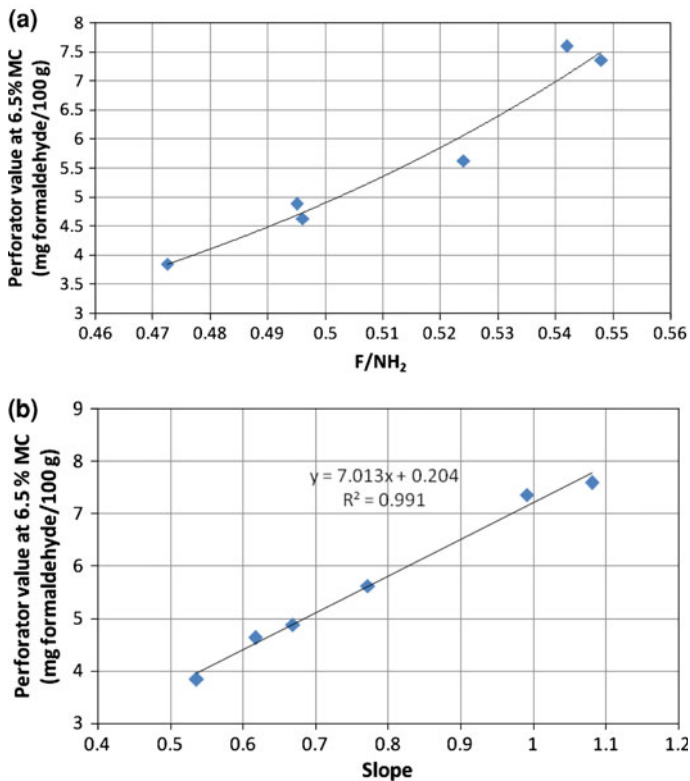 (a)
Perforator value at 6.5% MC
(mg formaldehyde/100 g)
8
7.5
7
6.5
6
5.5
5
4.5
4
3.5
3
0.46 0.47 0.48 0.49 0.5 0.51 0.52 0.53 0.54 0.55 0.56
F/NH₂
(b)
Perforator value at 6.5 % MC
(mg formaldehyde/100 g)
9
8
7
6
5
4
3
y = 7.013x + 0.204
R² = 0.991
0.4 0.5 0.6 0.7 0.8 0.9 1 1.1 1.2
Slope